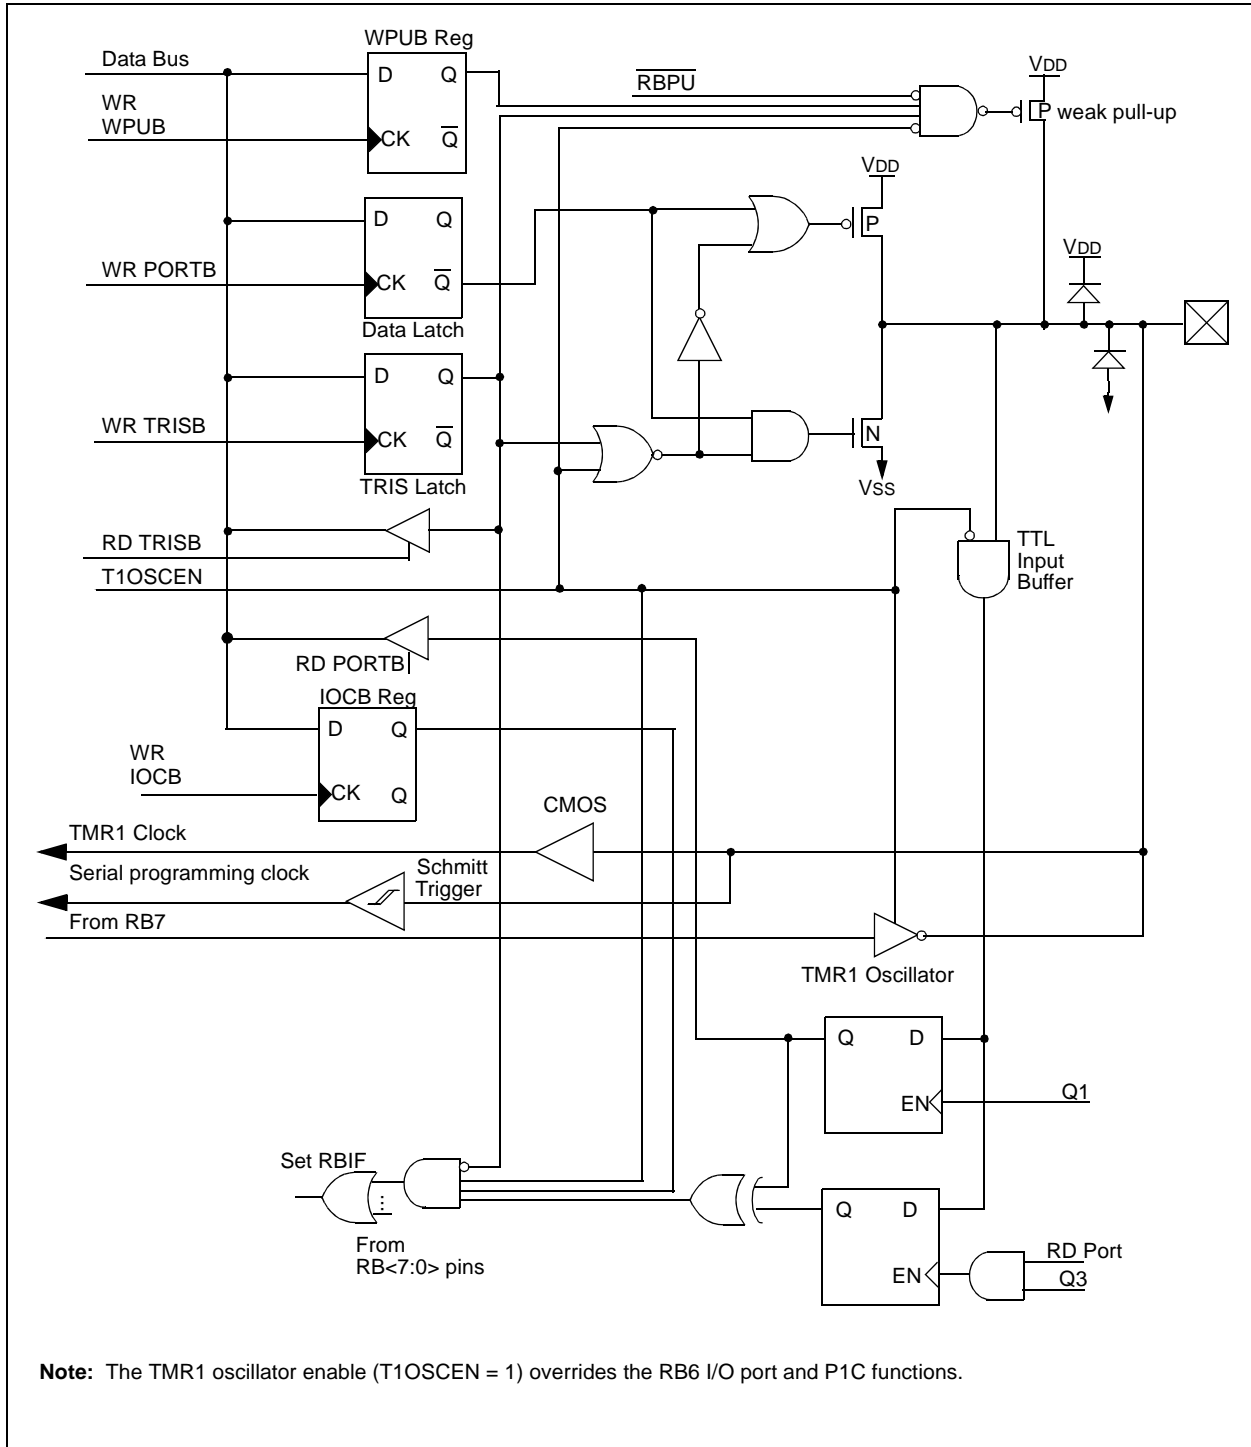 WPUB Reg
Data Bus
D Q
WR
WPUB
CK Q
RBPU
VDD
P weak pull-up
VDD
D Q
P
WR PORTB
CK Q
Data Latch
VDD
D Q
WR TRISB
CK Q
TRIS Latch
N
VSS
RD TRISB
T1OSCEN
TTL
Input
Buffer
RD PORTB
IOCB Reg
D Q
WR
IOCB
CK Q
CMOS
TMR1 Clock
Serial programming clock
Schmitt
Trigger
From RB7
TMR1 Oscillator
Q D
EN
Q1
Set RBIF
From
RB<7:0> pins
Q D
EN
RD Port
Q3
Note: The TMR1 oscillator enable (T1OSCEN = 1) overrides the RB6 I/O port and P1C functions.